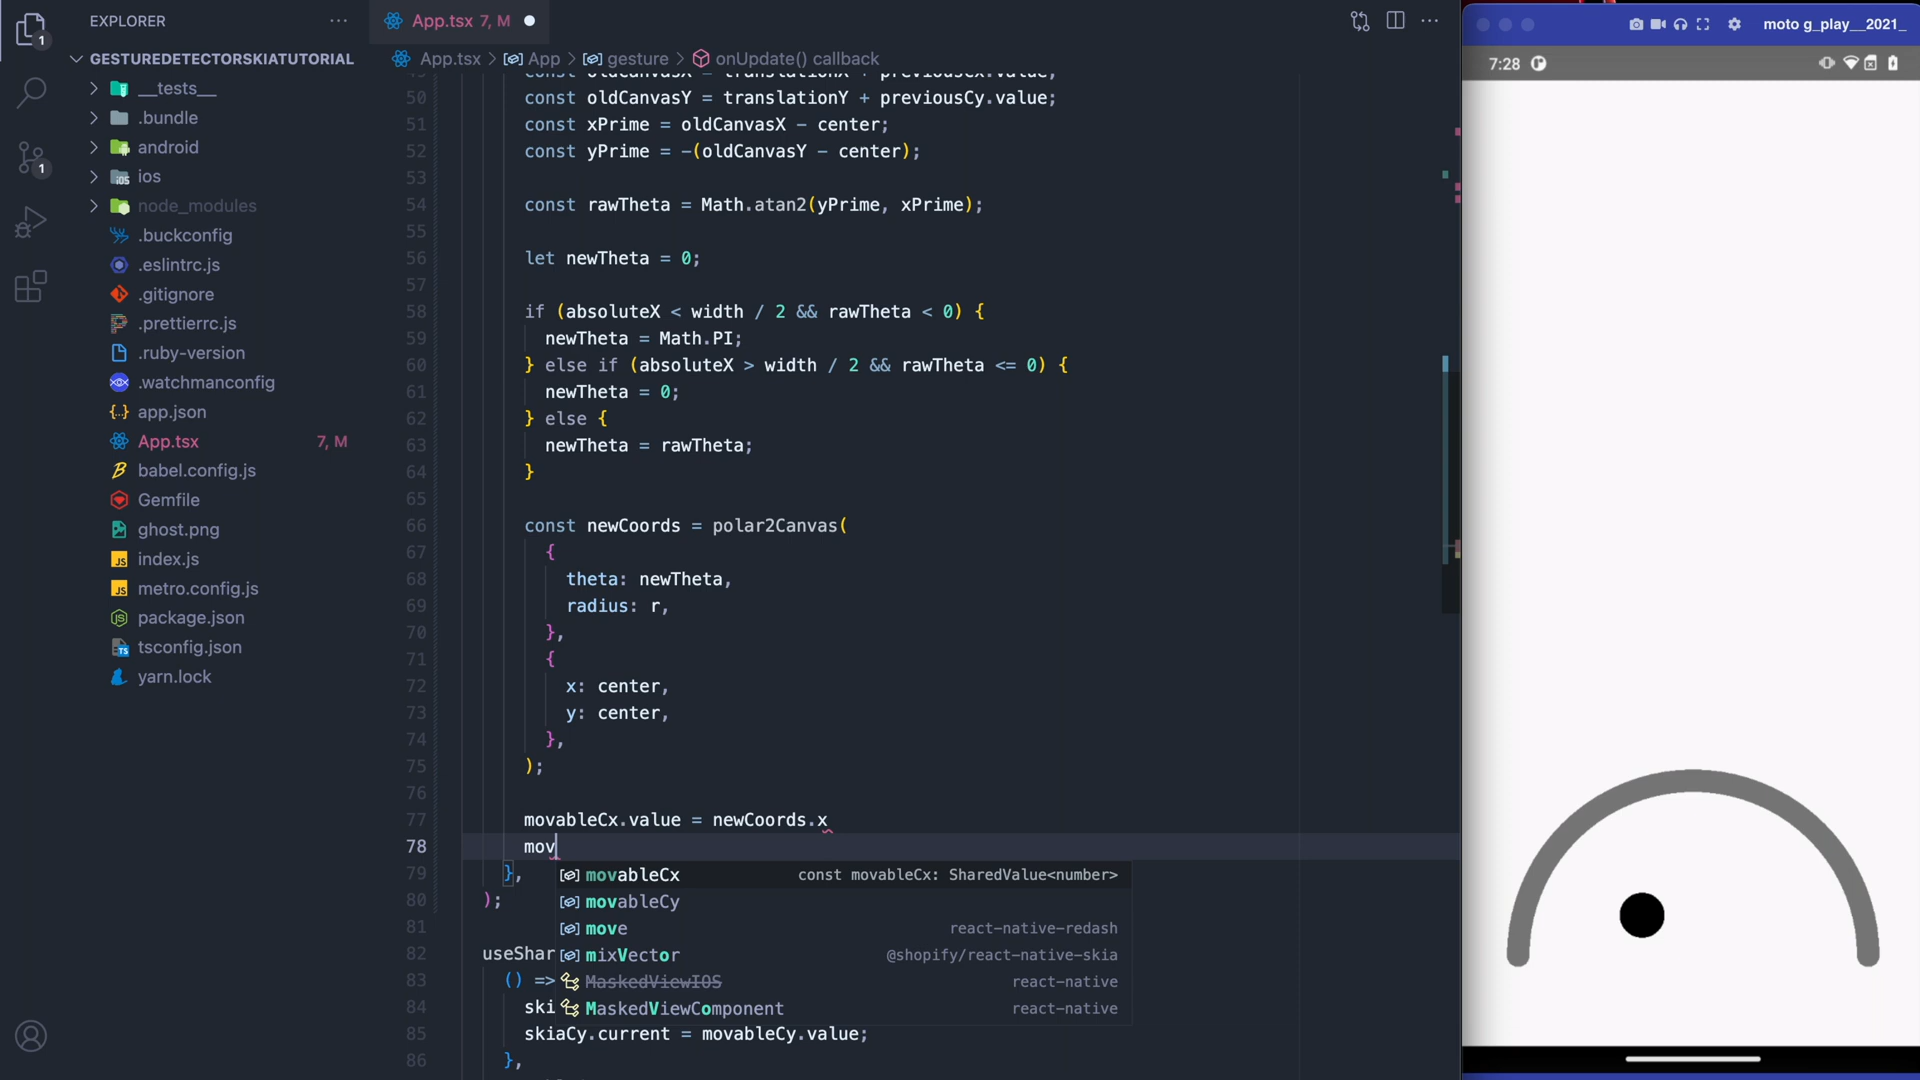 EXPLORER
1
GESTUREDETECTORSKIATUTORIAL
__tests__
.bundle
android
1
ios
node_modules
.buckconfig
.eslintrc.js
.gitignore
.prettierrc.js
.ruby-version
.watchmanconfig
app.json
App.tsx 7, M
babel.config.js
Gemfile
ghost.png
index.js
metro.config.js
package.json
tsconfig.json
yarn.lock
App.tsx 7, M
App.tsx > App > gesture > onUpdate() callback
50 const oldCanvasY = translationY + previousCy.value;
51 const xPrime = oldCanvasX - center;
52 const yPrime = -(oldCanvasY - center);
53
54 const rawTheta = Math.atan2(yPrime, xPrime);
55
56 let newTheta = 0;
57
58 if (absoluteX < width / 2 && rawTheta < 0) {
59 newTheta = Math.PI;
60 } else if (absoluteX > width / 2 && rawTheta <= 0) {
61 newTheta = 0;
62 } else {
63 newTheta = rawTheta;
64 }
65
66 const newCoords = polar2Canvas(
67 {
68 theta: newTheta,
69 radius: r,
70 },
71 {
72 x: center,
73 y: center,
74 },
75 );
76
77 movableCx.value = newCoords.x
78 mov
79 },
80 );
81
82 useShar
83 () =>
84 ski
85 skiaCy.current = movableCy.value;
86 },
movableCx const movableCx: SharedValue<number>
movableCy
move react-native-redash
mixVector @shopify/react-native-skia
MaskedViewIOS react-native
MaskedViewComponent react-native
moto g_play__2021_
7:28